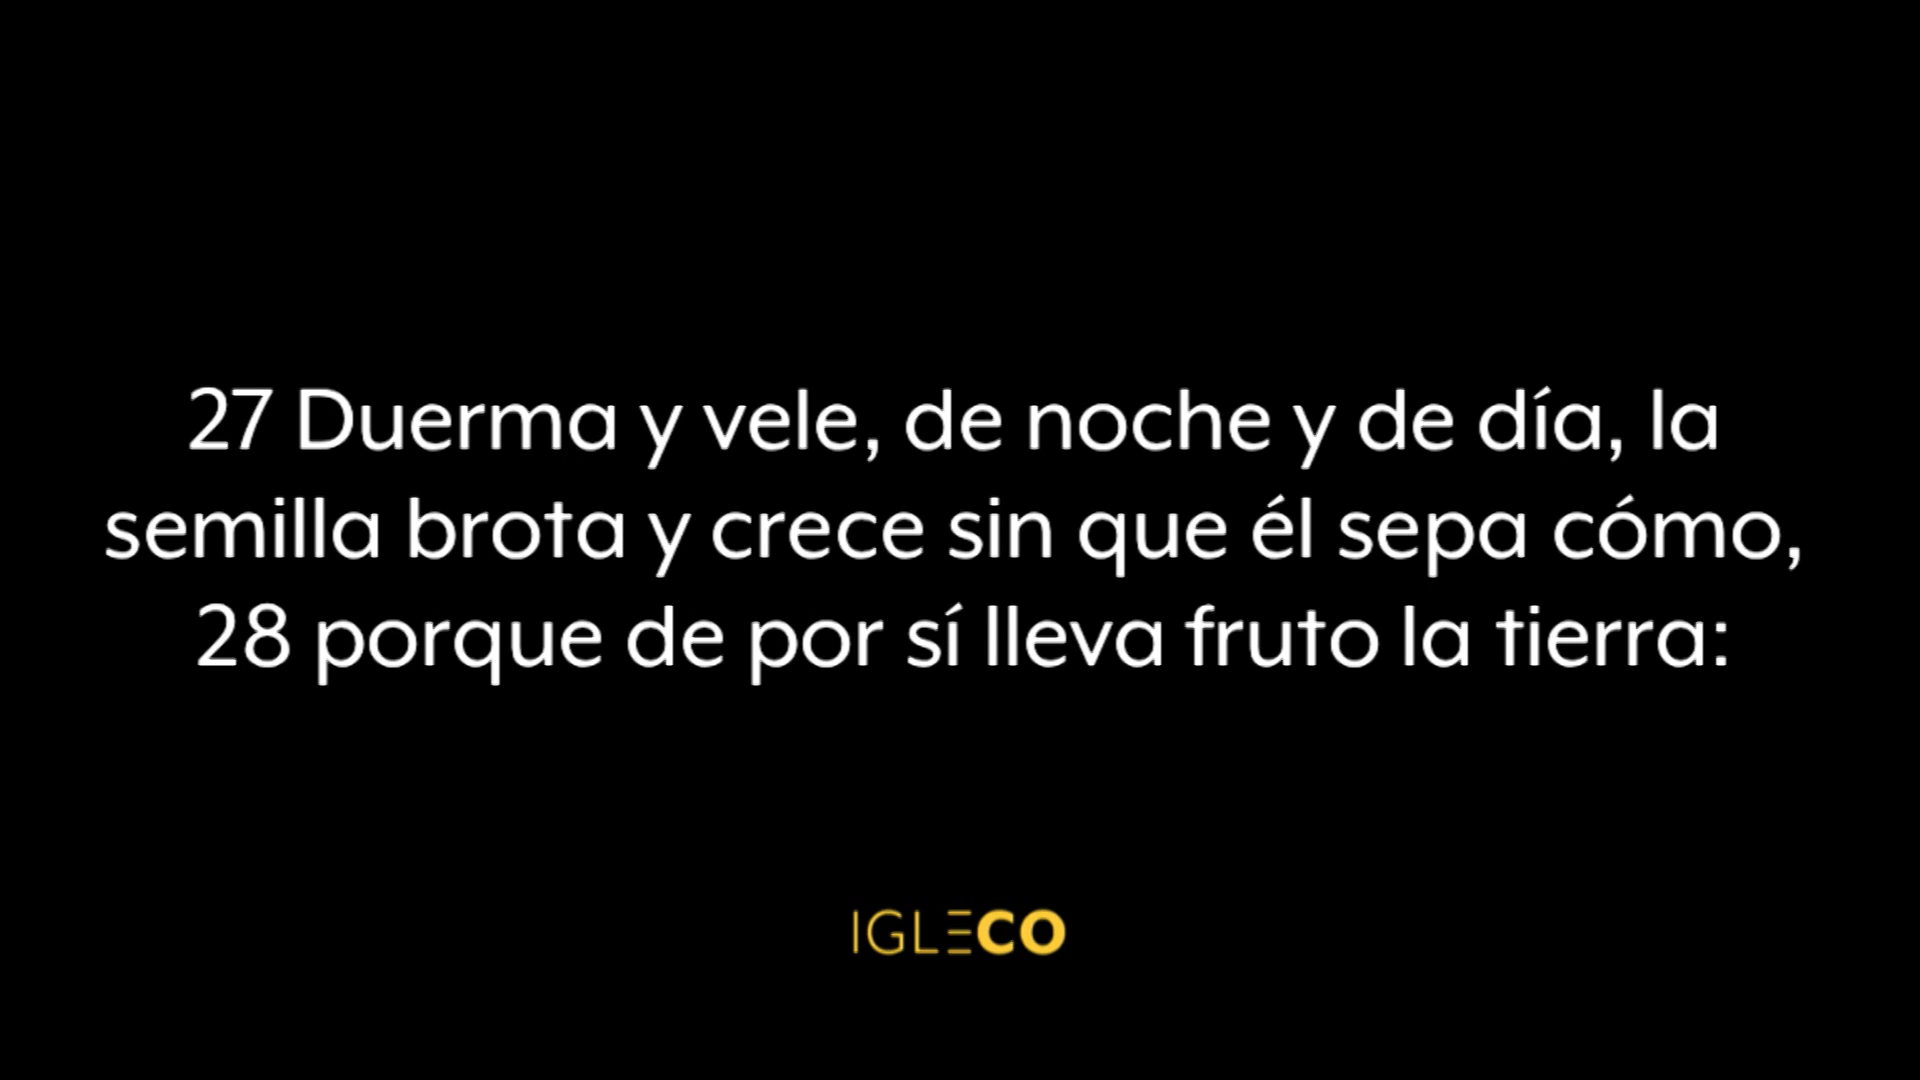 27 Duerma y vele, de noche y de día, la
semilla brota y crece sin que él sepa cómo,
28 porque de por sí lleva fruto la tierra:
IGLECO